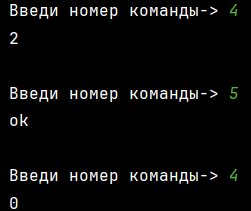 Введи номер команды-> 4
2
Введи номер команды-> 5
ok
Введи номер команды-> 4
0